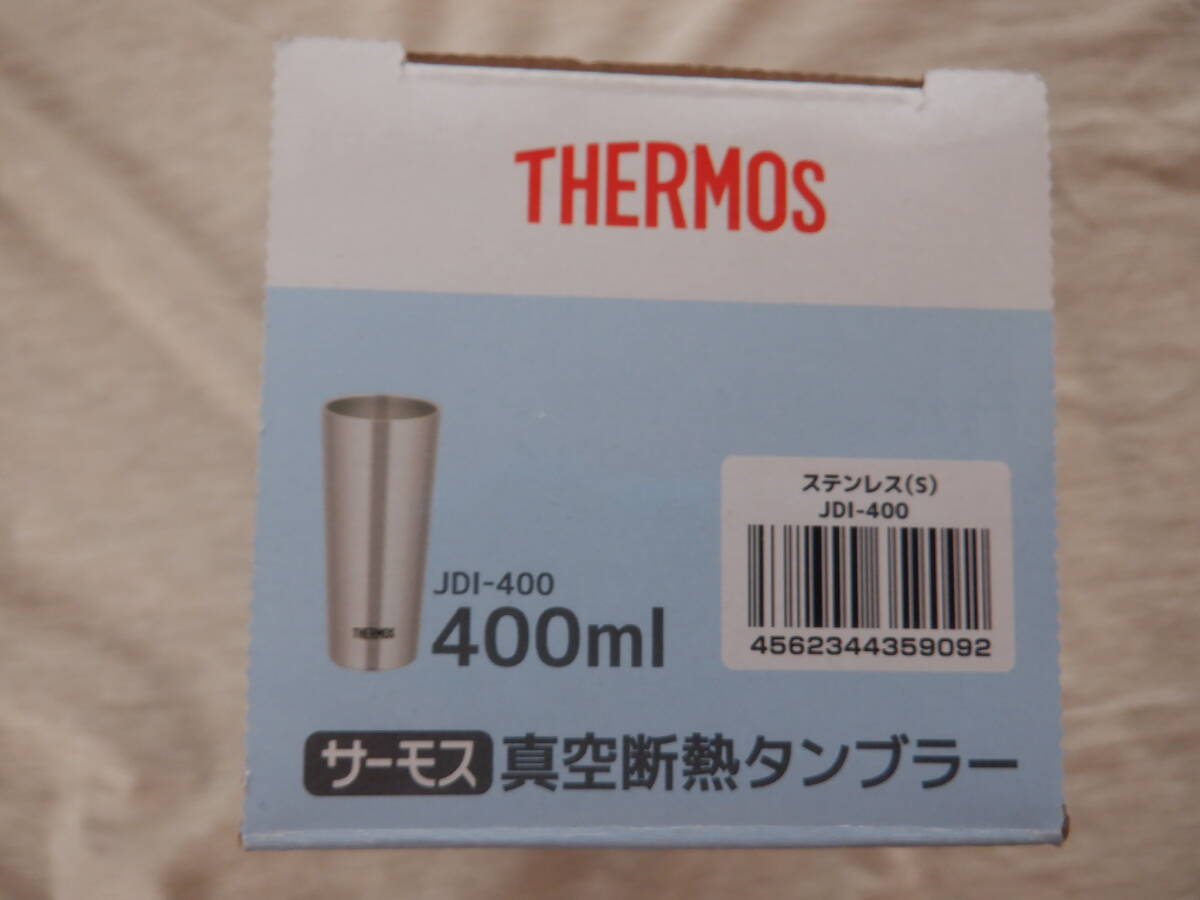 THERMOS
ステンレス(S)
JDI-400
4562344359092
THERMOS
JDI-400
400ml
サーモス 真空断熱タンブラー